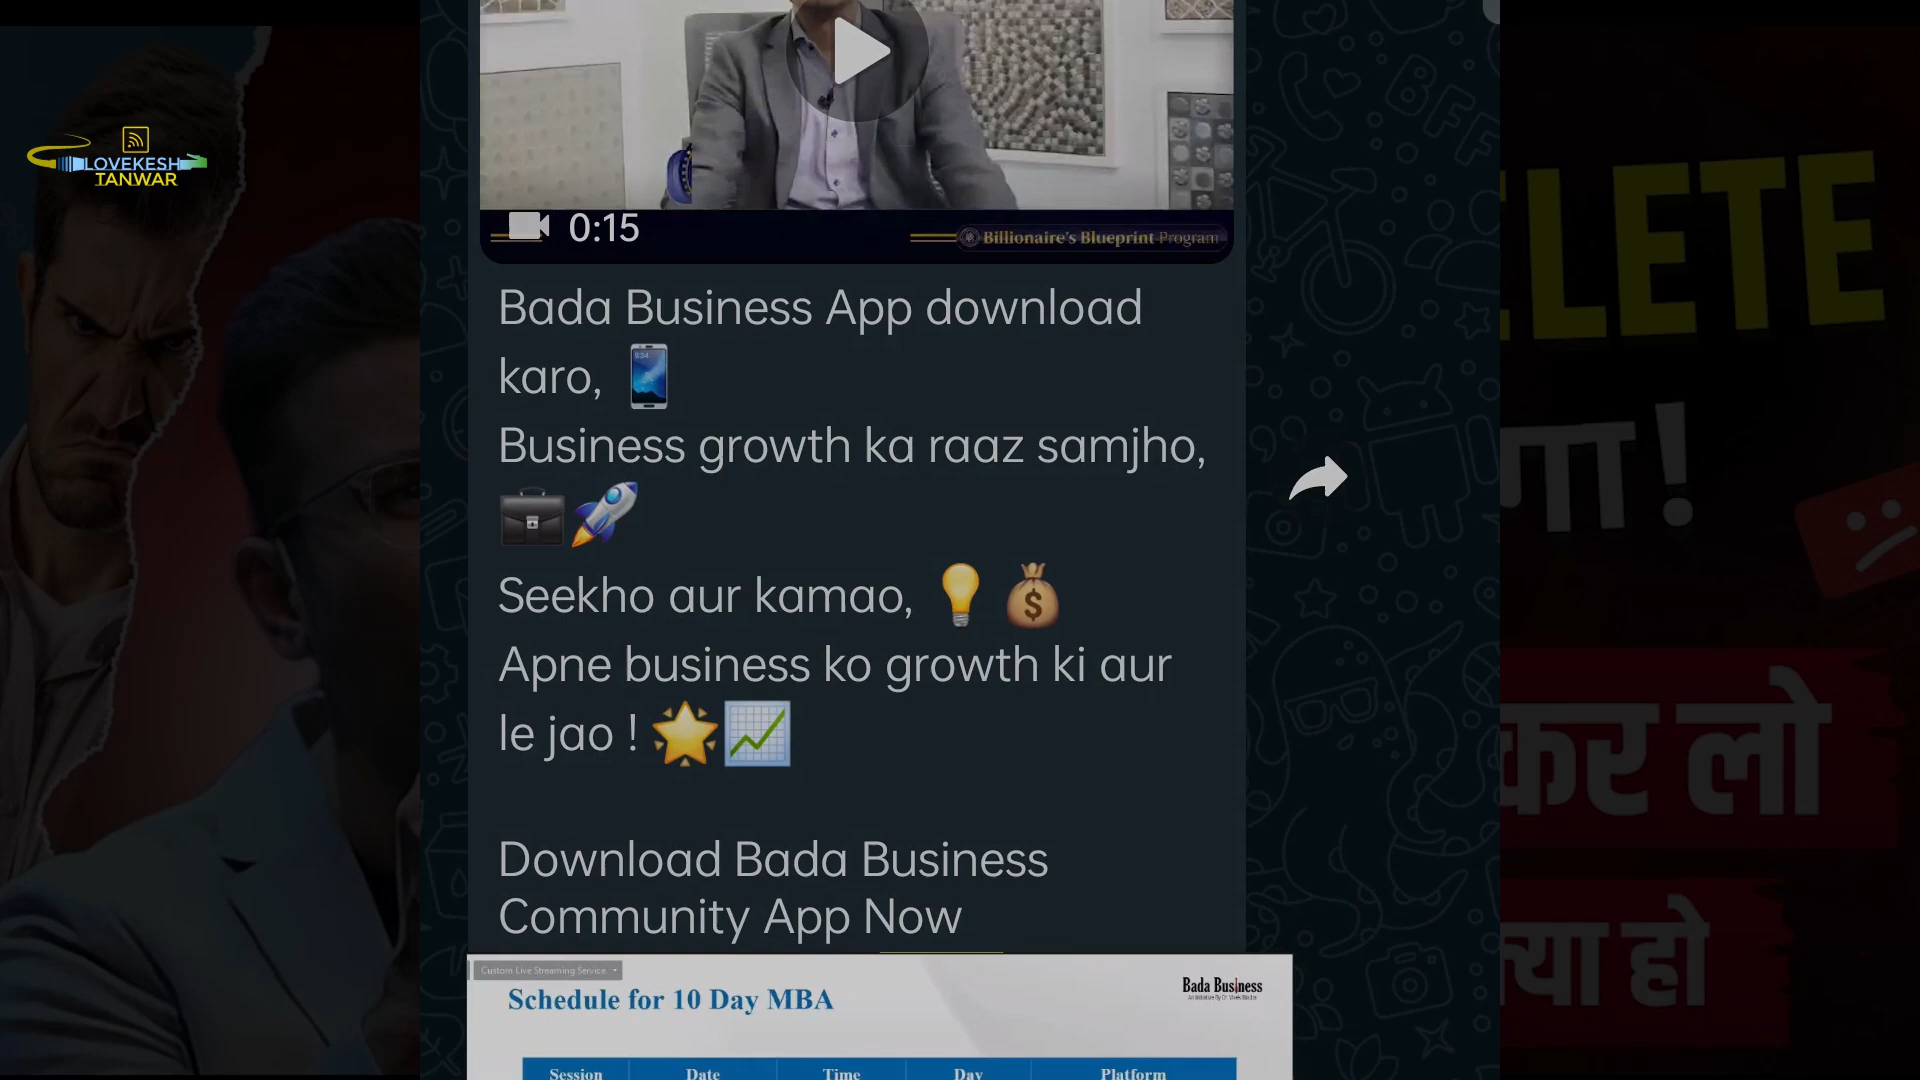 LOVEKESH
TANWAR
0:15
Billionaire's Blueprint Program
Bada Business App download
karo,
Business growth ka raaz samjho,
Seekho aur kamao,
Apne business ko growth ki aur
le jao !
Download Bada Business
Community App Now
Custom Live Streaming Service
Schedule for 10 Day MBA
Bada Business
Session Date Time Day Platform
LETE
!
कर लो
क्या हो